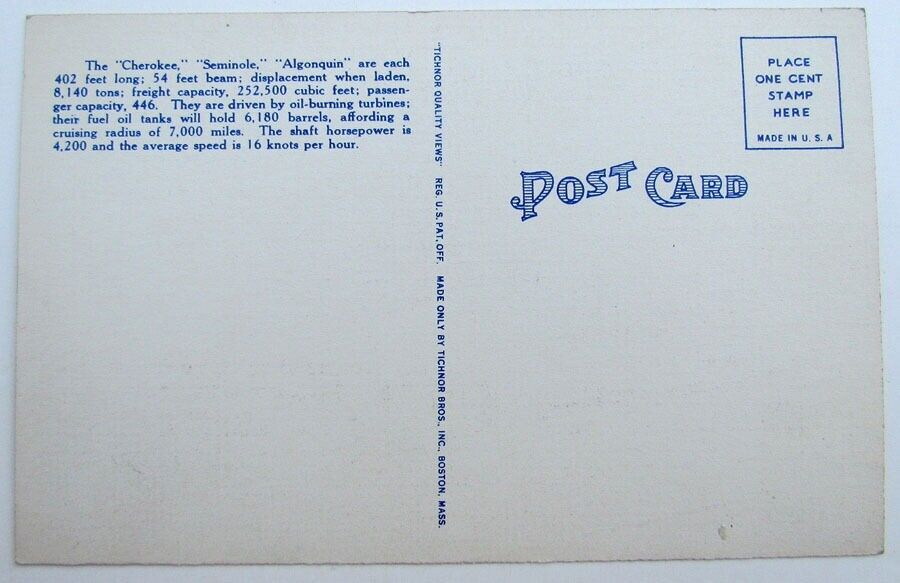 The "Cherokee," "Seminole," "Algonquin" are each
402 feet long; 54 feet beam; displacement when laden,
8,140 tons; freight capacity, 252,500 cubic feet; passen-
ger capacity, 446. They are driven by oil-burning turbines;
their fuel oil tanks will hold 6,180 barrels, affording a
cruising radius of 7,000 miles. The shaft horsepower is
4,200 and the average speed is 16 knots per hour.
"TICHNOR QUALITY VIEWS" REG. U. S. PAT. OFF. MADE ONLY BY TICHNOR BROS., INC., BOSTON, MASS.
POST CARD
PLACE
ONE CENT
STAMP
HERE
MADE IN U. S. A